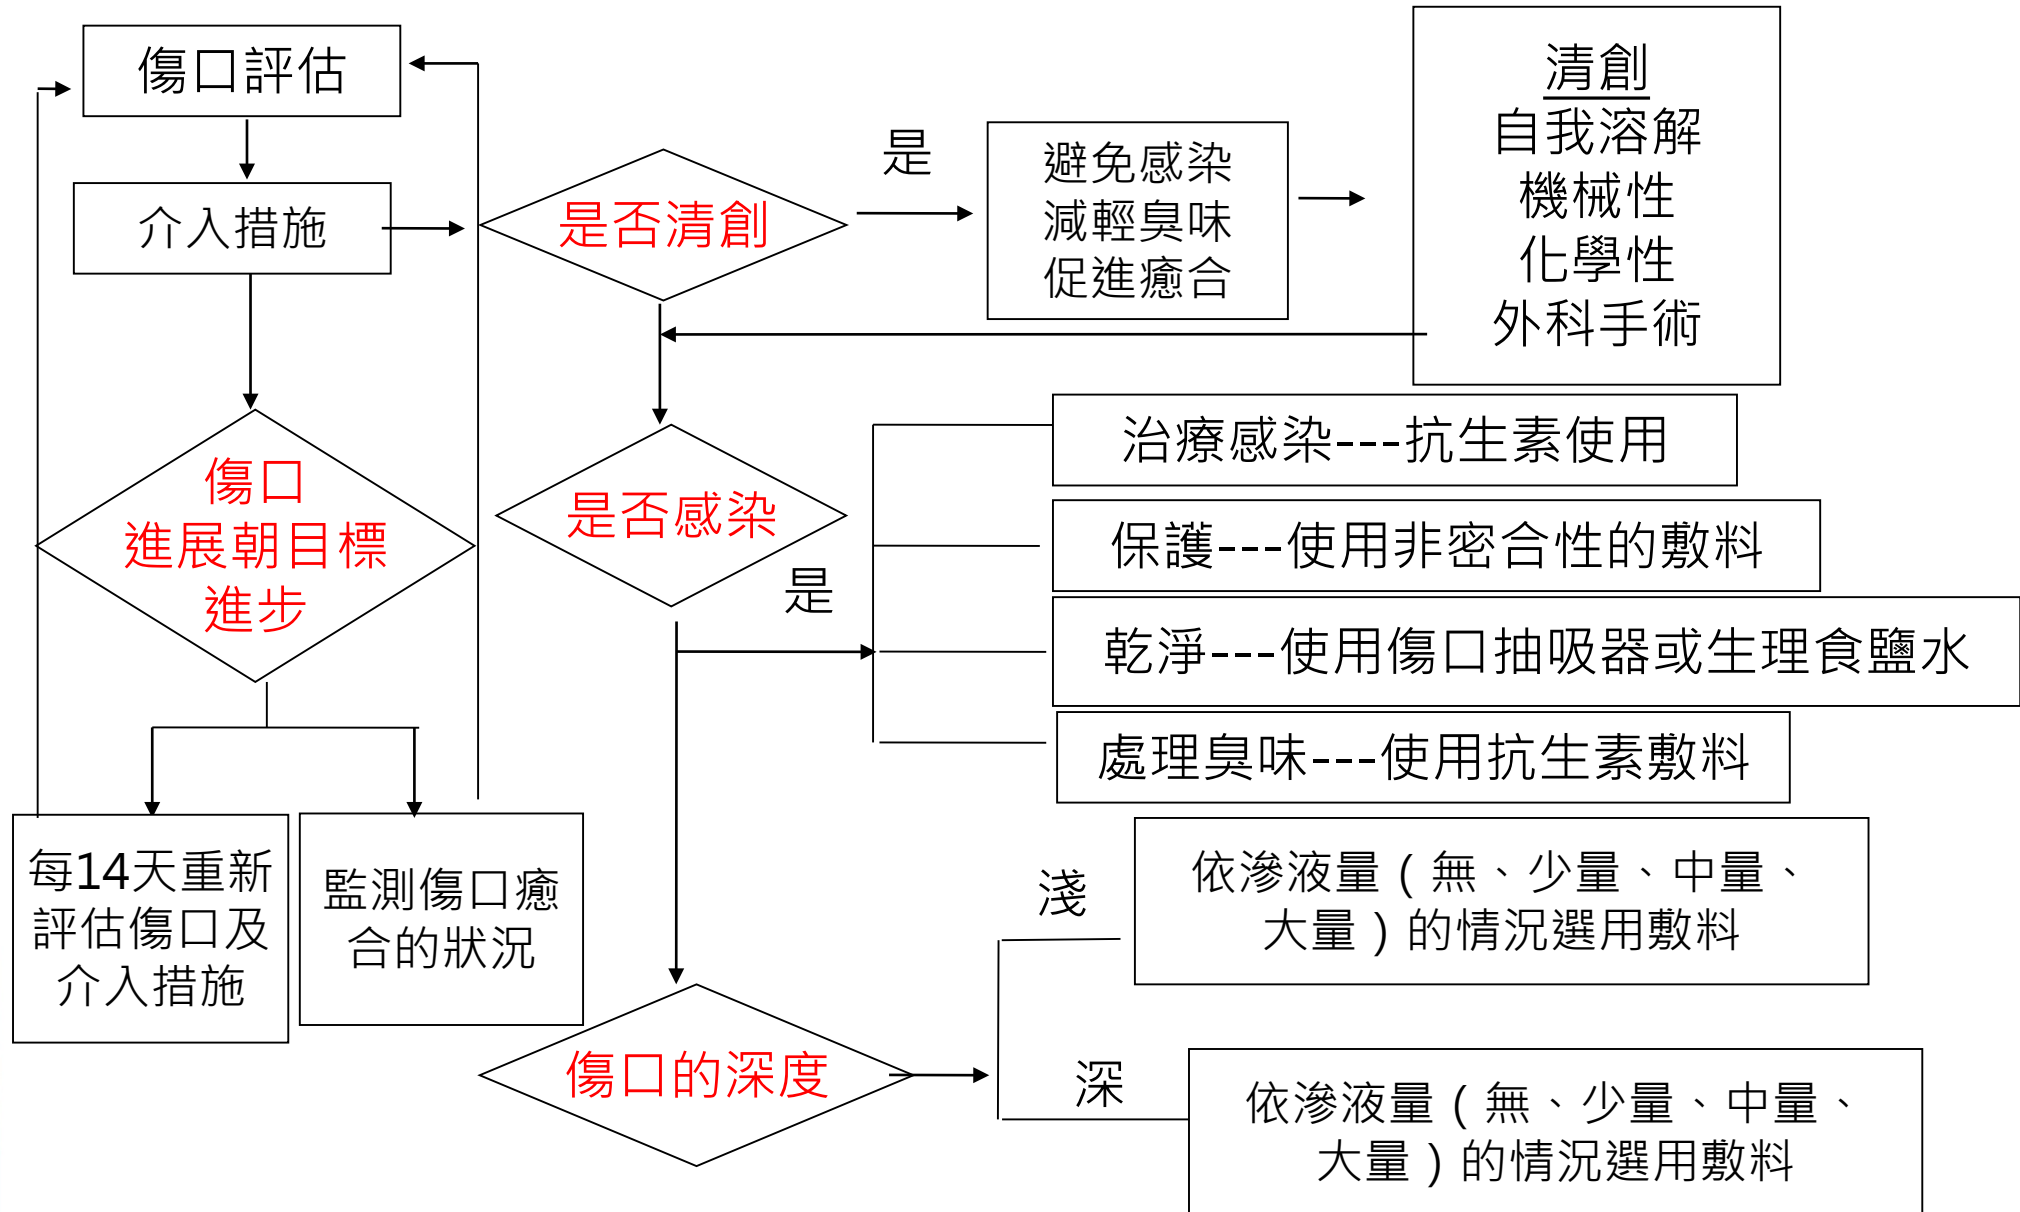 傷口評估
介入措施
是否清創
是
避免感染
減輕臭味
促進癒合
清創
自我溶解
機械性
化學性
外科手術
傷口
進展朝目標
進步
是否感染
是
治療感染---抗生素使用
保護---使用非密合性的敷料
乾淨---使用傷口抽吸器或生理食鹽水
處理臭味---使用抗生素敷料
每14天重新
評估傷口及
介入措施
監測傷口癒
合的狀況
傷口的深度
淺
依滲液量(無、少量、中量、
大量)的情況選用敷料
深
依滲液量(無、少量、中量、
大量)的情況選用敷料